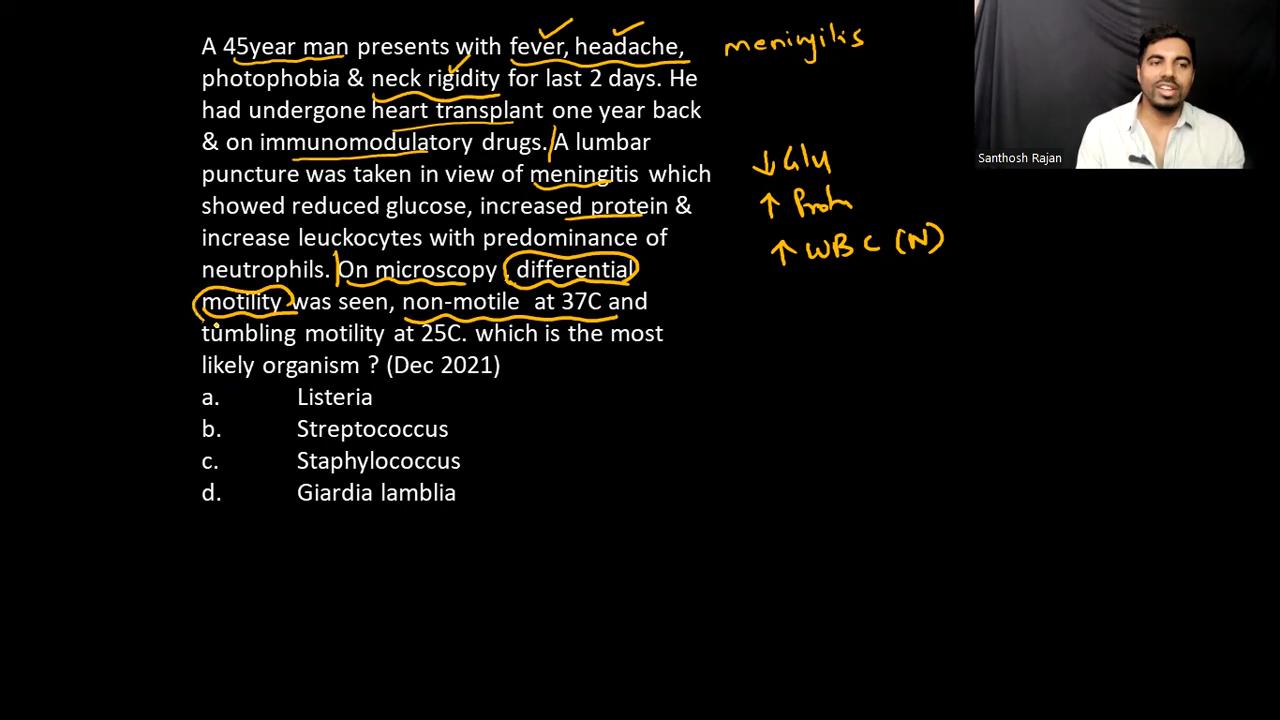 A 45year man presents with fever, headache,
photophobia & neck rigidity for last 2 days. He
had undergone heart transplant one year back
& on immunomodulatory drugs. A lumbar
puncture was taken in view of meningitis which
showed reduced glucose, increased protein &
increase leuckocytes with predominance of
neutrophils. On microscopy , differential
motility was seen, non-motile at 37C and
tumbling motility at 25C. which is the most
likely organism ? (Dec 2021)
a. Listeria
b. Streptococcus
c. Staphylococcus
d. Giardia lamblia
meningitis
↓ Glu
↑ Protn
↑ WBC (N)
Santhosh Rajan